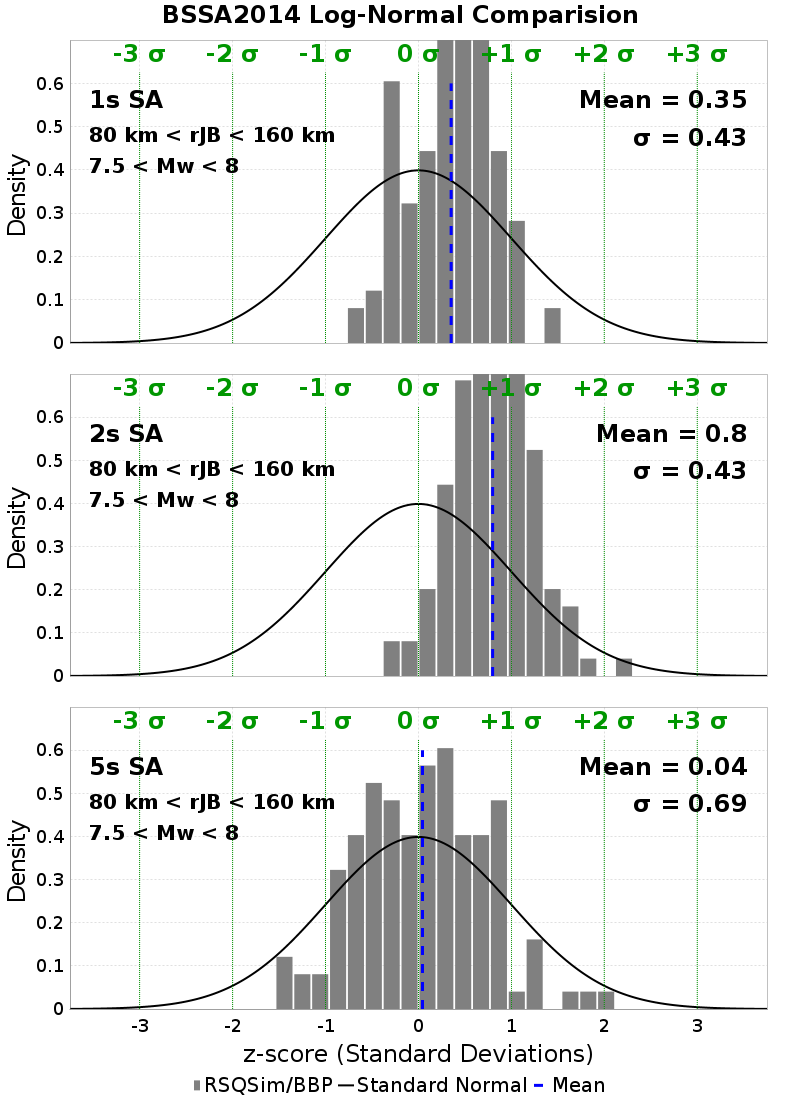 BSSA2014 Log-Normal Comparision
-3 σ -2 σ -1 σ 0 σ +1 σ +2 σ +3 σ
1s SA
Mean = 0.35
80 km < rJB < 160 km
σ = 0.43
7.5 < Mw < 8
Density
0.6
0.5
0.4
0.3
0.2
0.1
0
-3 σ -2 σ -1 σ 0 σ +1 σ +2 σ +3 σ
2s SA
Mean = 0.8
80 km < rJB < 160 km
σ = 0.43
7.5 < Mw < 8
Density
0.6
0.5
0.4
0.3
0.2
0.1
0
-3 σ -2 σ -1 σ 0 σ +1 σ +2 σ +3 σ
5s SA
Mean = 0.04
80 km < rJB < 160 km
σ = 0.69
7.5 < Mw < 8
Density
0.6
0.5
0.4
0.3
0.2
0.1
0
-3 -2 -1 0 1 2 3
z-score (Standard Deviations)
RSQSim/BBP Standard Normal Mean